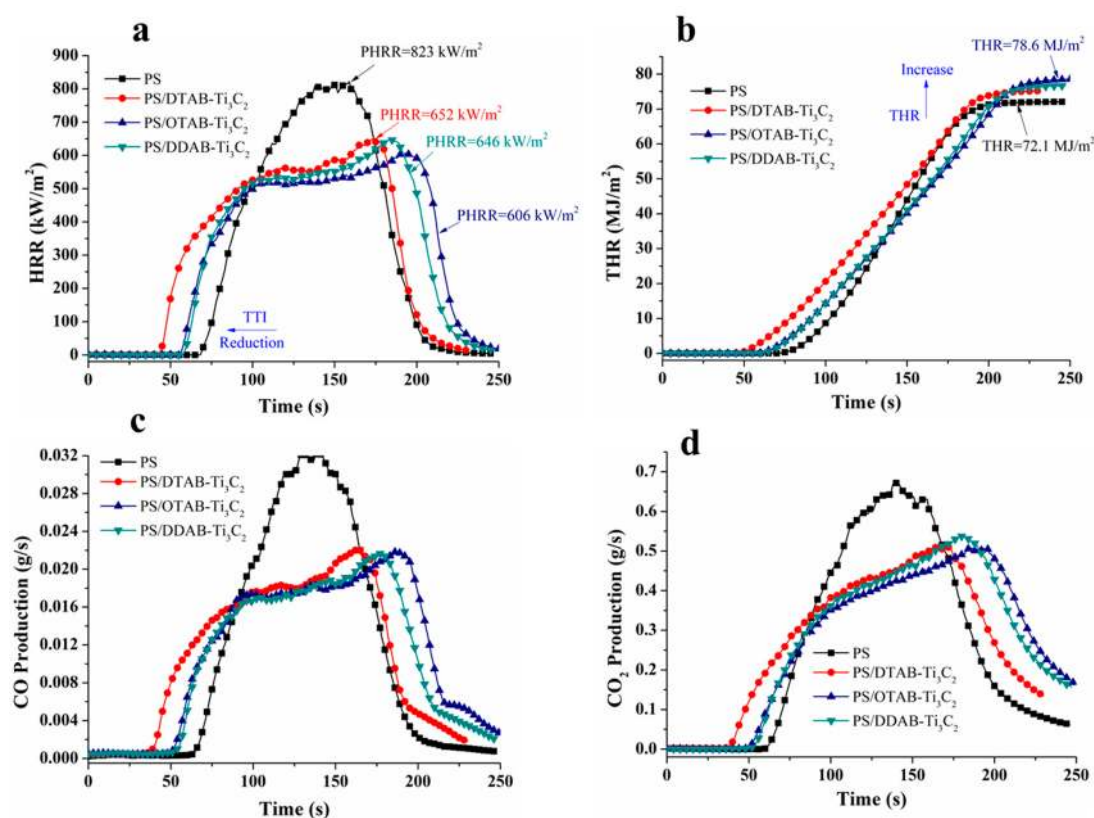 a
PHRR=823 kW/m²
PS
PS/DTAB-Ti₃C₂
PS/OTAB-Ti₃C₂
PS/DDAB-Ti₃C₂
PHRR=652 kW/m²
PHRR=646 kW/m²
PHRR=606 kW/m²
TTI
Reduction
900
800
700
600
500
400
300
200
100
0
HRR (kW/m²)
0 50 100 150 200 250
Time (s)
b
THR=78.6 MJ/m²
PS
PS/DTAB-Ti₃C₂
PS/OTAB-Ti₃C₂
PS/DDAB-Ti₃C₂
Increase
THR
THR=72.1 MJ/m²
80
70
60
50
40
30
20
10
0
THR (MJ/m²)
0 50 100 150 200 250
Time (s)
c
PS
PS/DTAB-Ti₃C₂
PS/OTAB-Ti₃C₂
PS/DDAB-Ti₃C₂
0.032
0.028
0.024
0.020
0.016
0.012
0.008
0.004
0.000
CO Production (g/s)
0 50 100 150 200 250
Time (s)
d
0.7
0.6
0.5
0.4
0.3
0.2
0.1
0.0
CO₂ Production (g/s)
PS
PS/DTAB-Ti₃C₂
PS/OTAB-Ti₃C₂
PS/DDAB-Ti₃C₂
0 50 100 150 200 250
Time (s)